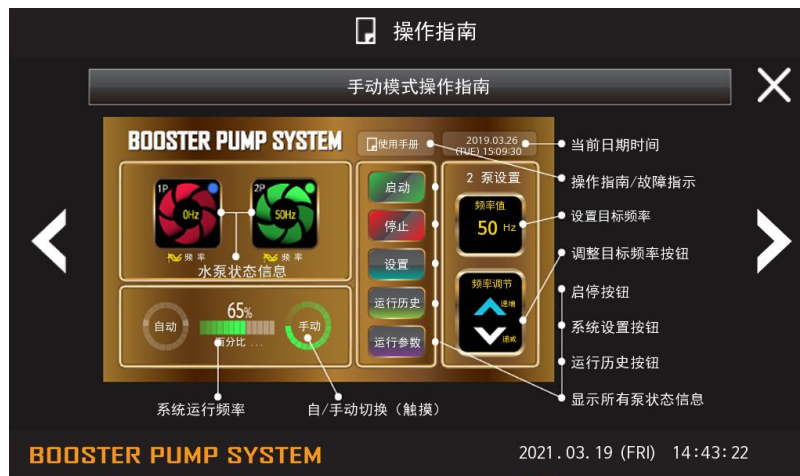 操作指南
手动模式操作指南
BOOSTER PUMP SYSTEM
使用手册
2019.03.26
(TUE) 15:09:30
当前日期时间
1P
0Hz
2P
50Hz
频 率
频 率
水泵状态信息
启动
停止
设置
运行历史
运行参数
2 泵设置
频率值
50 Hz
频率调节
递增
递减
操作指南/故障指示
设置目标频率
调整目标频率按钮
启停按钮
系统设置按钮
运行历史按钮
显示所有泵状态信息
自动
65%
百分比 ...
手动
系统运行频率
自/手动切换（触摸）
BOOSTER PUMP SYSTEM
2021.03.19 (FRI) 14:43:22